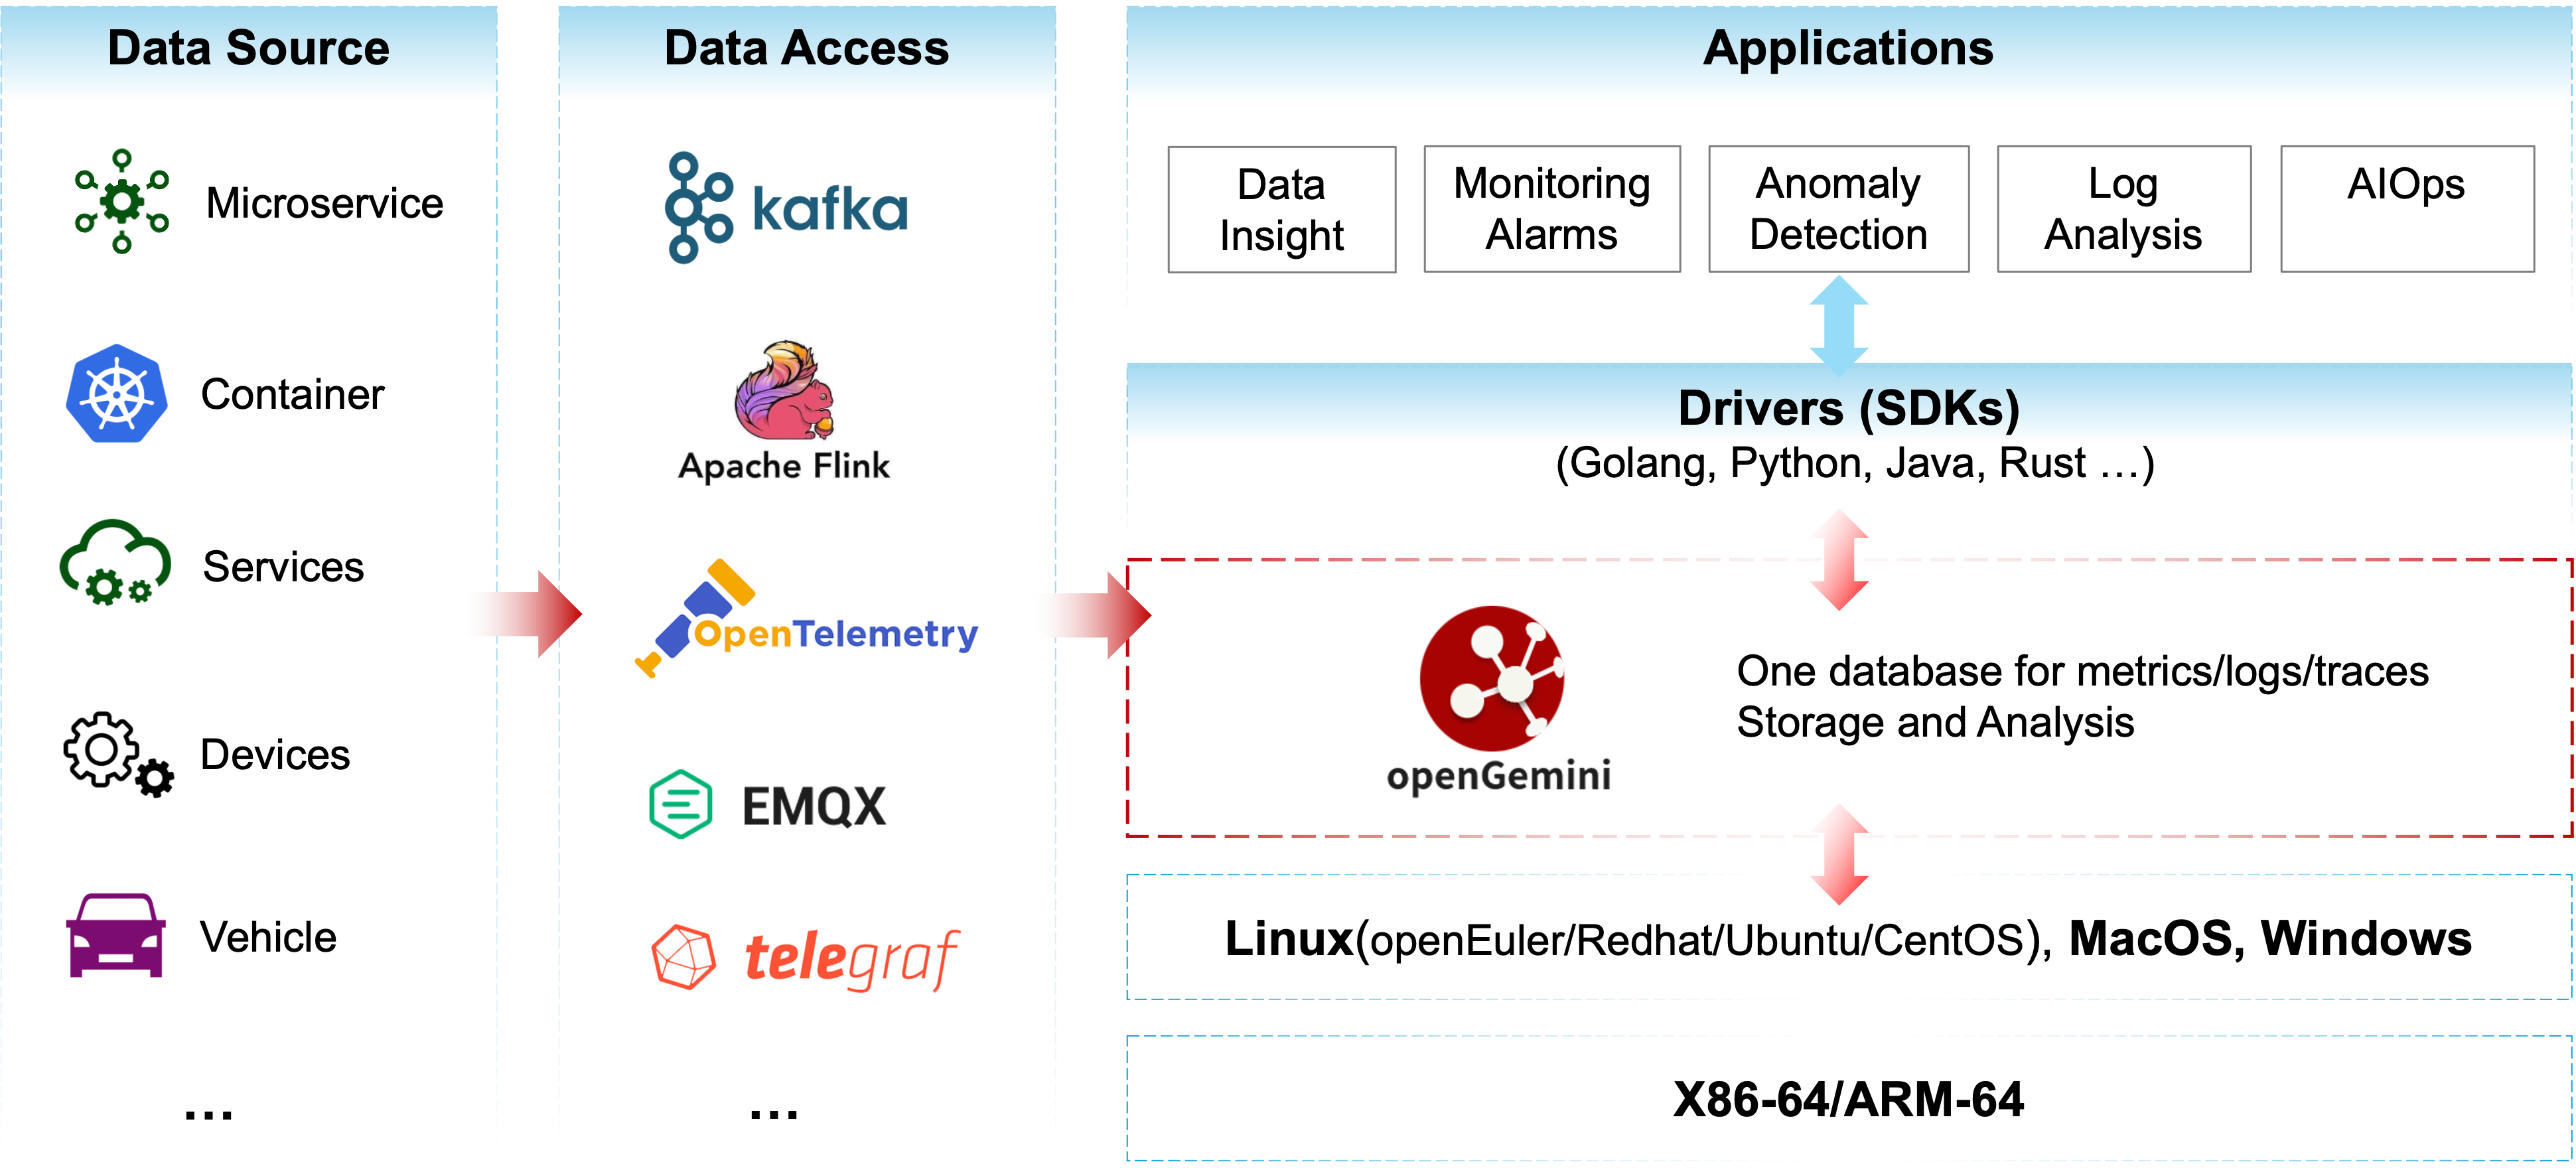 Data Source
Microservice
Container
Services
Devices
Vehicle
...
Data Access
kafka
Apache Flink
OpenTelemetry
EMQX
telegraf
...
Applications
Data
Insight
Monitoring
Alarms
Anomaly
Detection
Log
Analysis
AIOps
Drivers (SDKs)
(Golang, Python, Java, Rust …)
openGemini
One database for metrics/logs/traces
Storage and Analysis
Linux(openEuler/Redhat/Ubuntu/CentOS), MacOS, Windows
X86-64/ARM-64